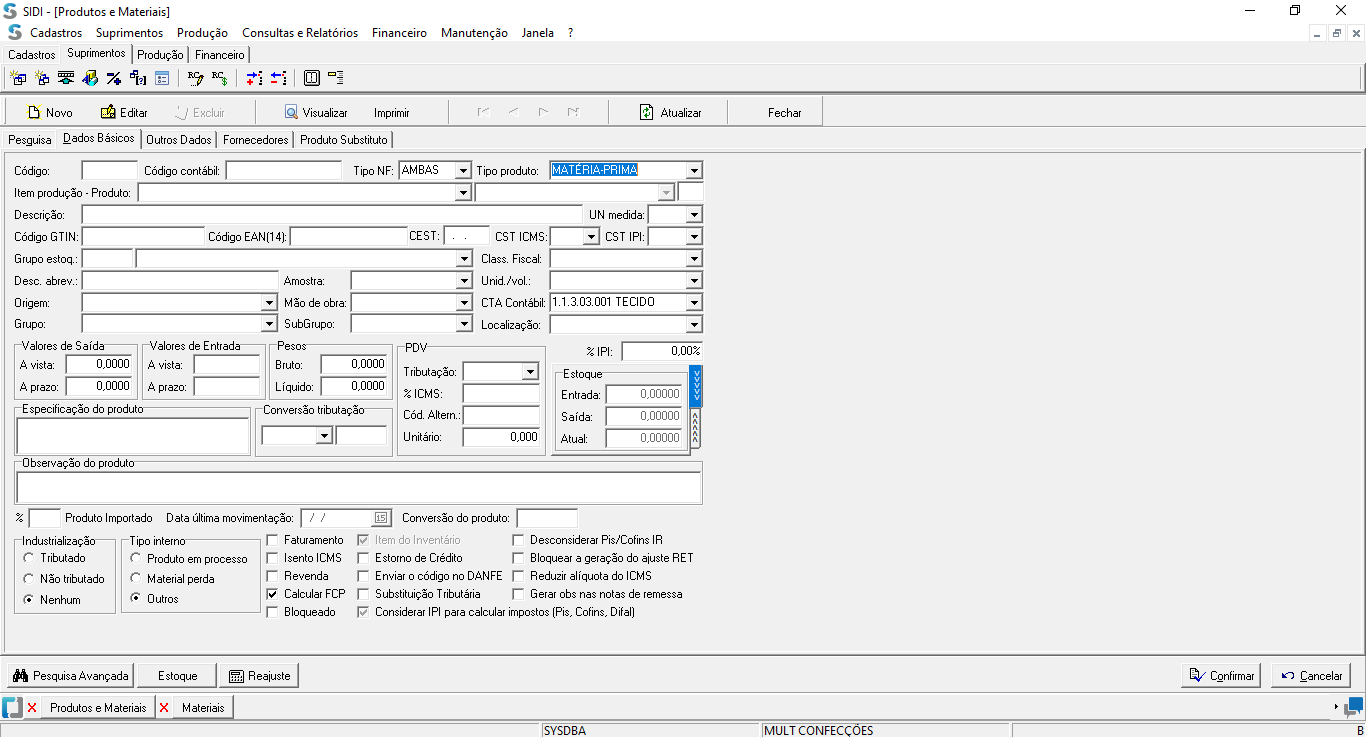 SIDI - [Produtos e Materiais]
Cadastros Suprimentos Produção Consultas e Relatórios Financeiro Manutenção Janela ?
Cadastros Suprimentos Produção Financeiro
Novo Editar Excluir Visualizar Imprimir Atualizar Fechar
Pesquisa Dados Básicos Outros Dados Fornecedores Produto Substituto
Código: Código contábil: Tipo NF: AMBAS Tipo produto: MATÉRIA-PRIMA
Item produção - Produto:
Descrição: UN medida:
Código GTIN: Código EAN(14): CEST: . . CST ICMS: CST IPI:
Grupo estoq.: Class. Fiscal:
Desc. abrev.: Amostra: Unid./vol.:
Origem: Mão de obra: CTA Contábil: 1.1.3.03.001 TECIDO
Grupo: SubGrupo: Localização:
Valores de Saída Valores de Entrada Pesos PDV % IPI: 0,00%
A vista: 0,0000 A vista: Bruto: 0,0000 Tributação: Estoque
A prazo: 0,0000 A prazo: Líquido: 0,0000 % ICMS: Entrada: 0,00000
Especificação do produto Conversão tributação Cód. Altern.: Saída: 0,00000
Unitário: 0,000 Atual: 0,00000
Observação do produto
% Produto Importado Data última movimentação: / / 15 Conversão do produto:
Industrialização Tipo interno Faturamento Item do Inventário Desconsiderar Pis/Cofins IR
Tributado Produto em processo Isento ICMS Estorno de Crédito Bloquear a geração do ajuste RET
Não tributado Material perda Revenda Enviar o código no DANFE Reduzir alíquota do ICMS
Nenhum Outros Calcular FCP Substituição Tributária Gerar obs nas notas de remessa
Bloqueado Considerar IPI para calcular impostos (Pis, Cofins, Difal)
Pesquisa Avançada Estoque Reajuste Confirmar Cancelar
Produtos e Materiais Materiais
SYSDBA MULT CONFECÇÕES B